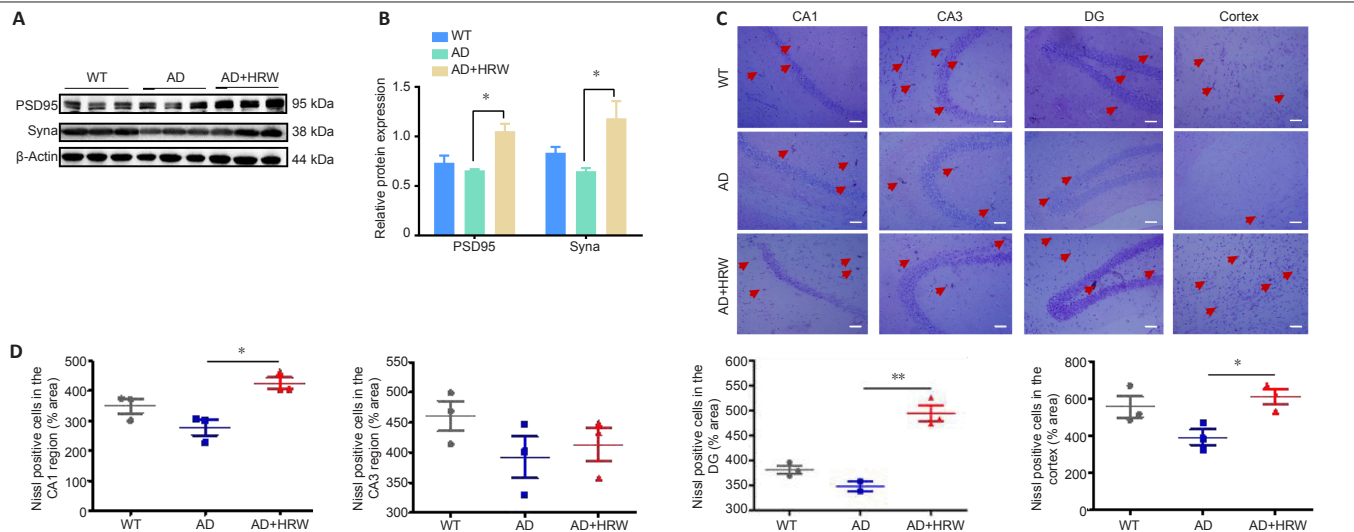 A
WT AD AD+HRW
PSD95 95 kDa
Syna 38 kDa
β-Actin 44 kDa
B
WT
AD
AD+HRW
Relative protein expression
1.5
1.0
0.5
0
* *
PSD95 Syna
C
CA1 CA3 DG Cortex
WT
AD
AD+HRW
D
Nissl positive cells in the
CA1 region (% area)
500
400
300
200
100
0
*
WT AD AD+HRW
Nissl positive cells in the
CA3 region (% area)
550
500
450
400
350
300
WT AD AD+HRW
Nissl positive cells in the
DG (% area)
600
550
500
450
400
350
300
**
WT AD AD+HRW
Nissl positive cells in the
cortex (% area)
800
600
400
200
0
*
WT AD AD+HRW